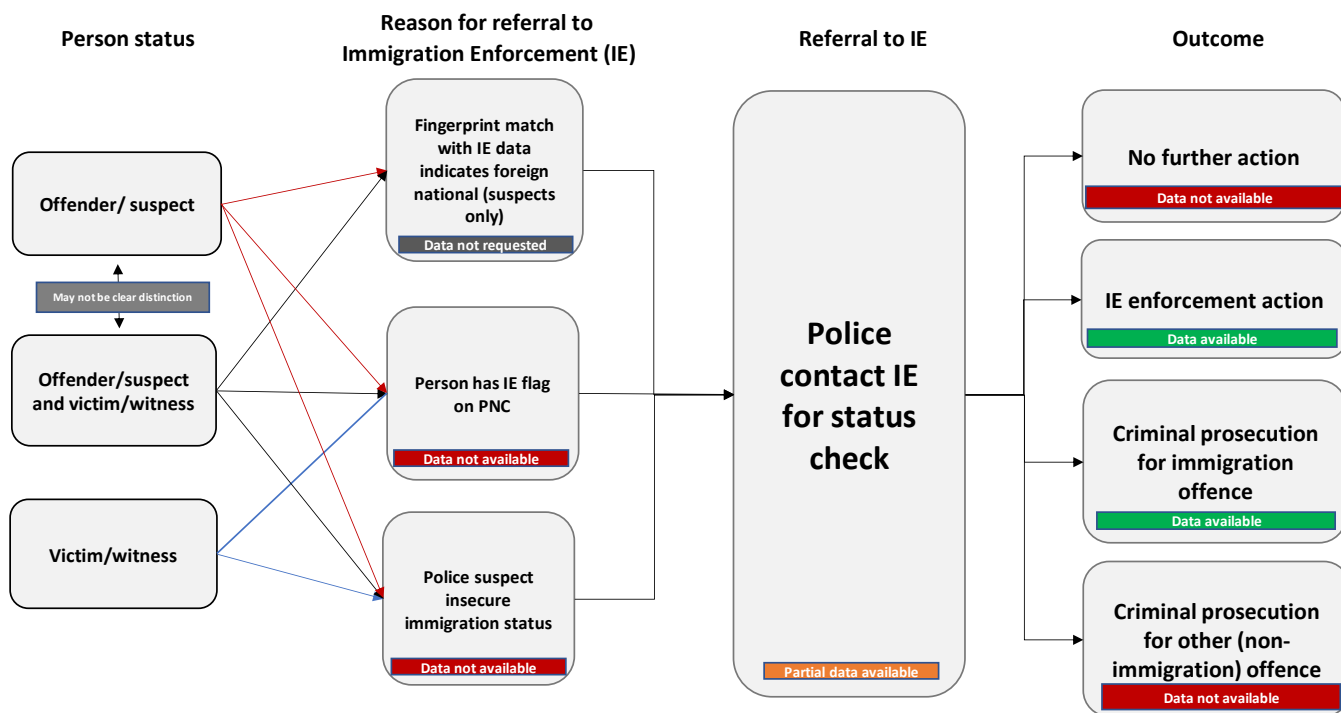 Person status
Reason for referral to
Immigration Enforcement (IE)
Referral to IE
Outcome
Offender/ suspect
May not be clear distinction
Offender/suspect
and victim/witness
Victim/witness
Fingerprint match
with IE data
indicates foreign
national (suspects
only)
Data not requested
Person has IE flag
on PNC
Data not available
Police suspect
insecure
immigration status
Data not available
Police
contact IE
for status
check
Partial data available
No further action
Data not available
IE enforcement action
Data available
Criminal prosecution
for immigration
offence
Data available
Criminal prosecution
for other (non-
immigration) offence
Data not available